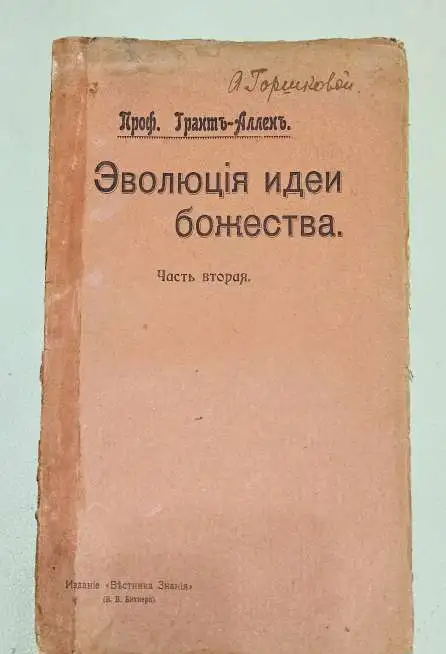 А Горшковой.
Проф. Грантъ-Алленъ.
Эволюція идеи
божества.
Часть вторая.
Изданіе «Вѣстника Знанія»
(В. В. Битнера)